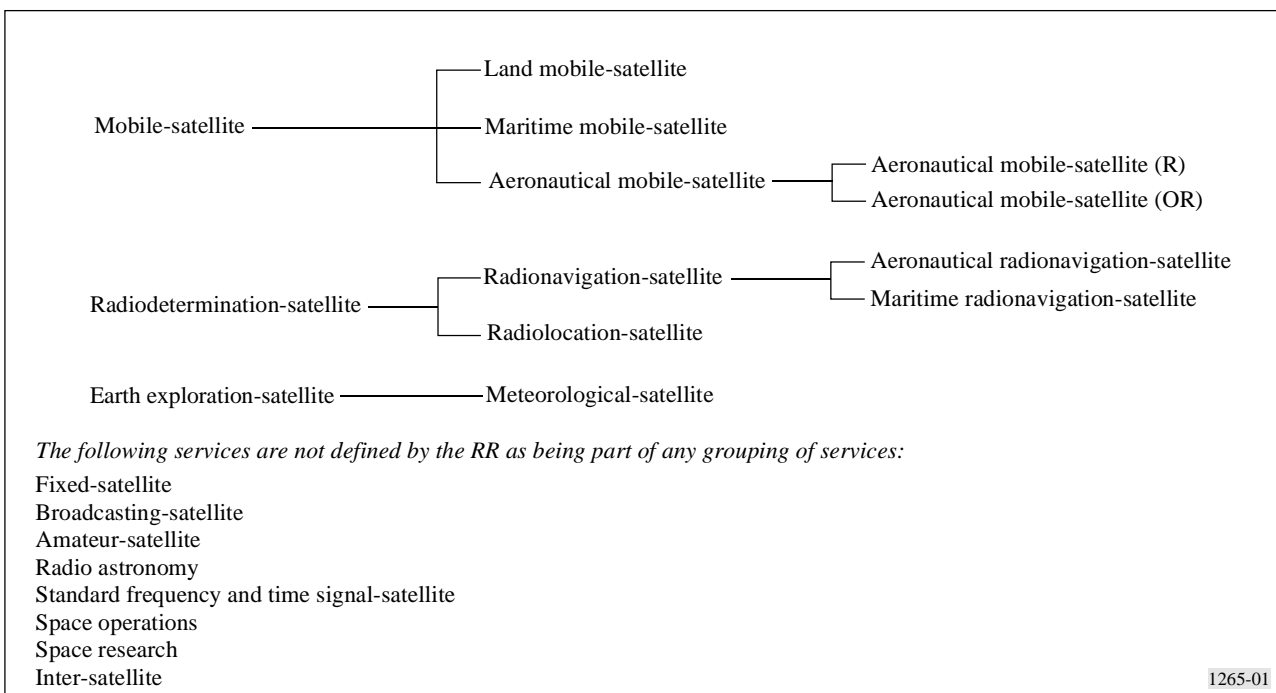 Land mobile-satellite
Mobile-satellite
Maritime mobile-satellite
Aeronautical mobile-satellite
Aeronautical mobile-satellite (R)
Aeronautical mobile-satellite (OR)
Radiodetermination-satellite
Radionavigation-satellite
Aeronautical radionavigation-satellite
Maritime radionavigation-satellite
Radiolocation-satellite
Earth exploration-satellite
Meteorological-satellite
The following services are not defined by the RR as being part of any grouping of services:
Fixed-satellite
Broadcasting-satellite
Amateur-satellite
Radio astronomy
Standard frequency and time signal-satellite
Space operations
Space research
Inter-satellite
1265-01